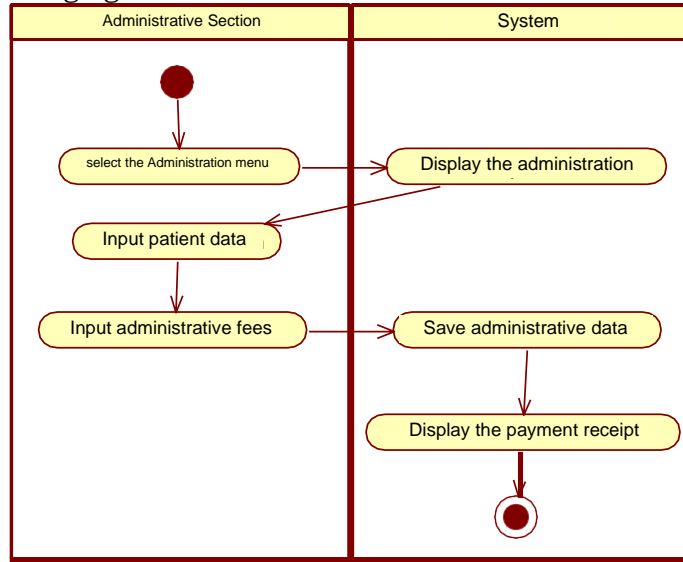 Administrative Section
System
select the Administration menu
Display the administration
Input patient data
Input administrative fees
Save administrative data
Display the payment receipt